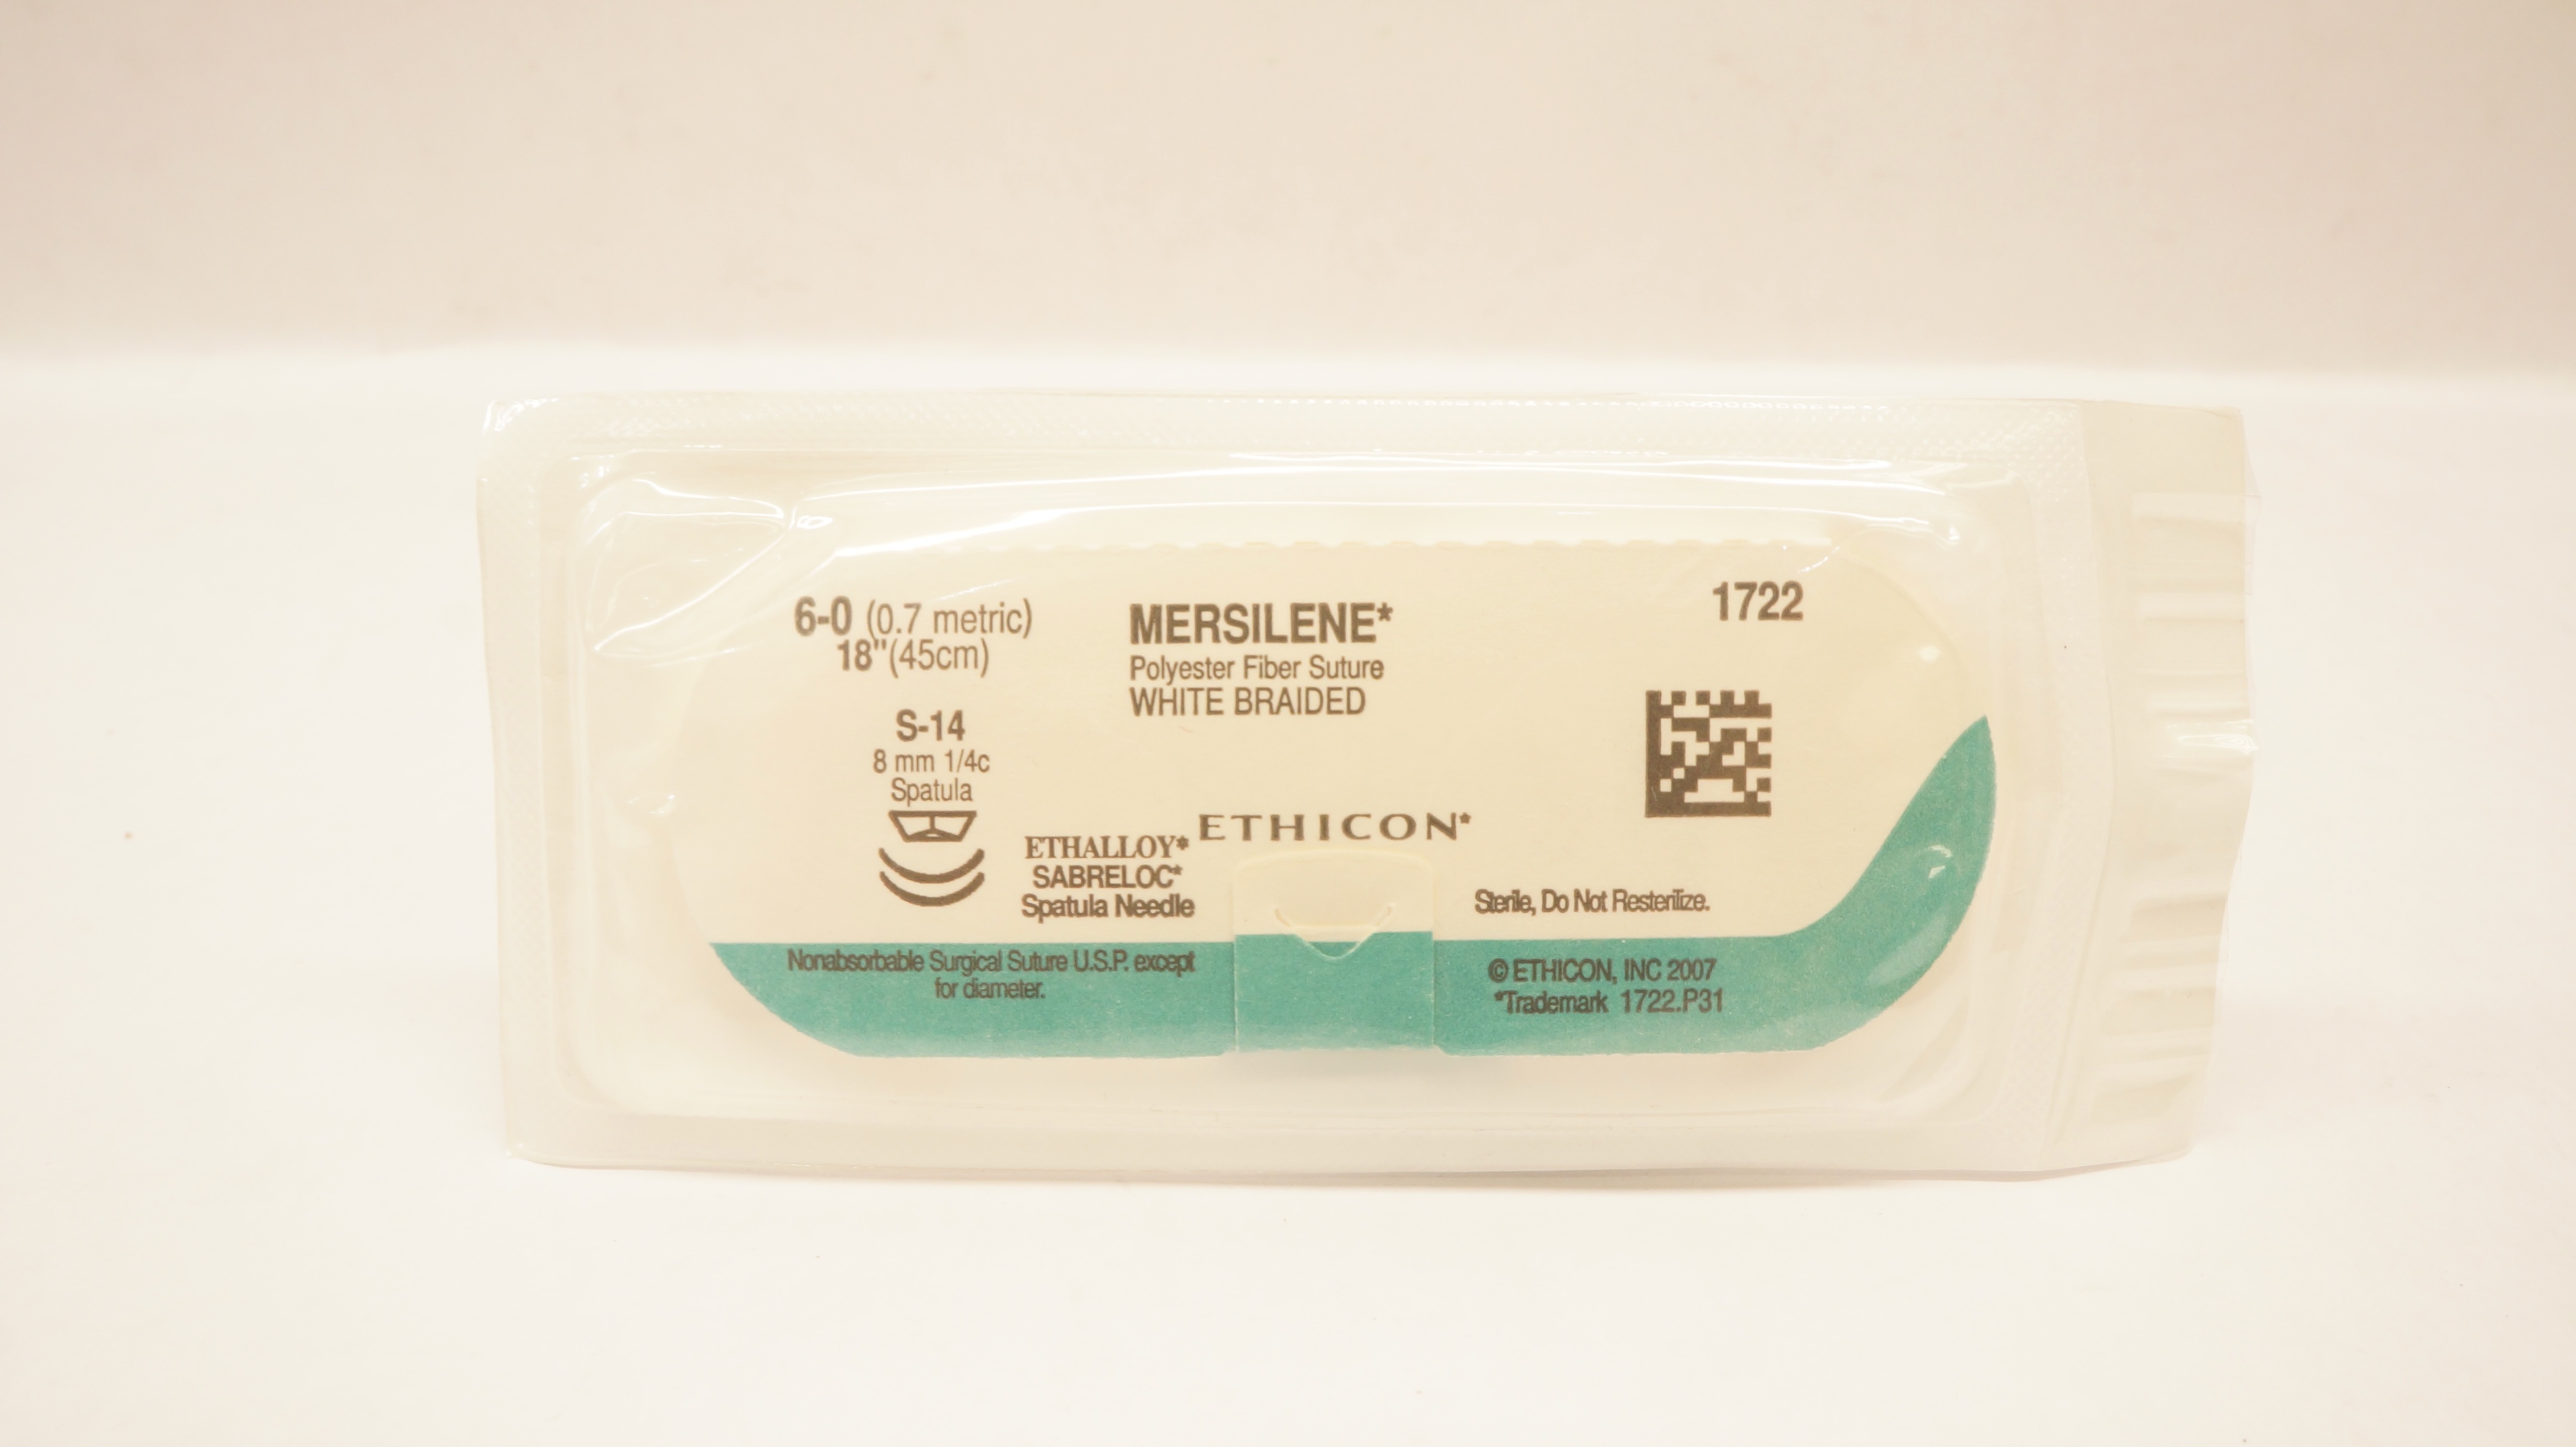 6-0 (0.7 metric)
18"(45cm)
S-14
8 mm 1/4c
Spatula
MERSILENE*
Polyester Fiber Suture
WHITE BRAIDED
1722
ETHALLOY*
SABRELOC*
Spatula Needle
ETHICON*
Sterile, Do Not Resterilize.
Nonabsorbable Surgical Suture U.S.P. except
for diameter.
© ETHICON, INC 2007
*Trademark 1722.P31